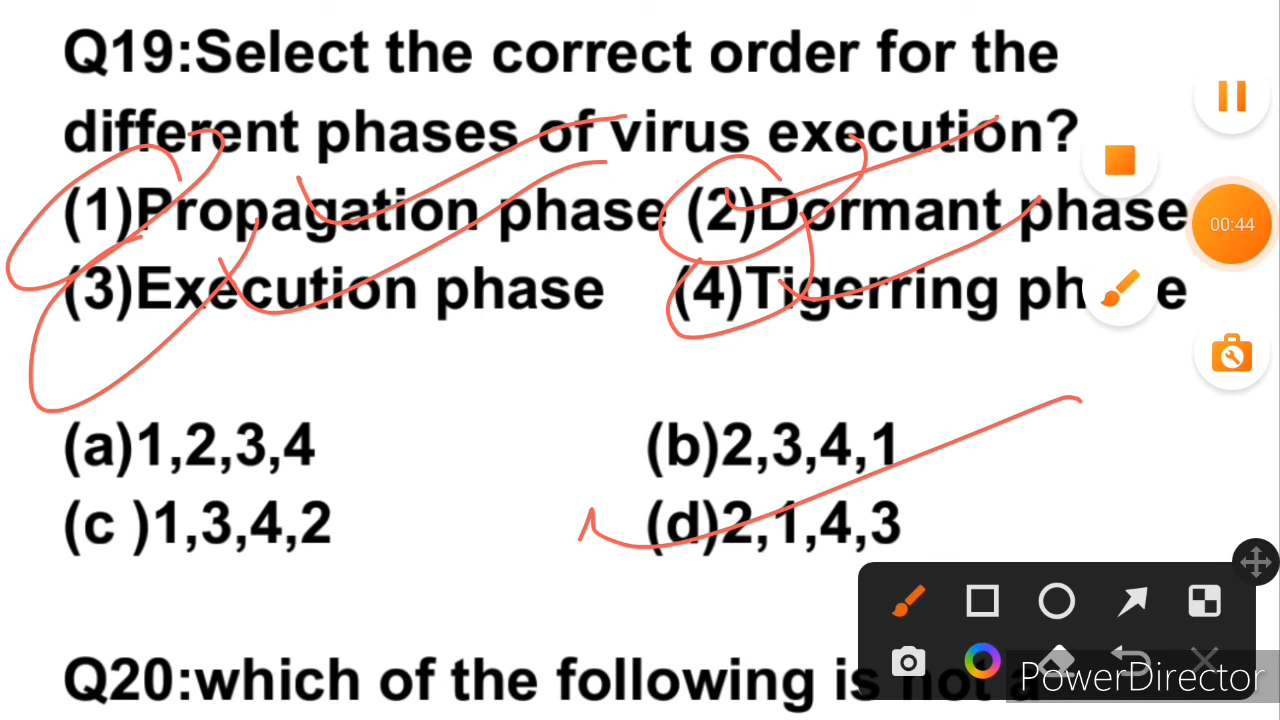 Q19:Select the correct order for the
different phases of virus execution?
(1)Propagation phase (2)Dormant phase
(3)Execution phase (4)Tigerring ph e
(a)1,2,3,4 (b)2,3,4,1
(c )1,3,4,2 (d)2,1,4,3
Q20:which of the following is not a
00:44
PowerDirector